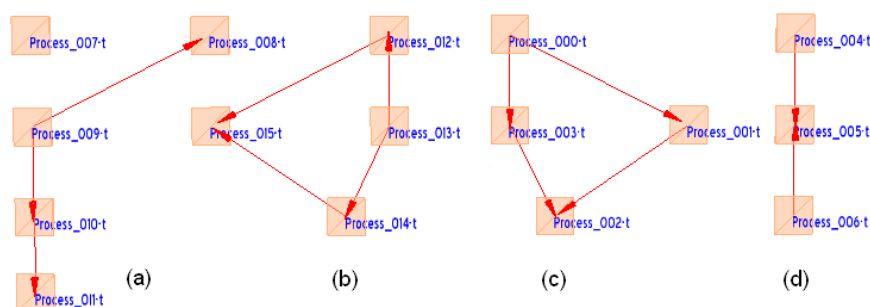 Process_007·t
Process_008·t
Process_012·t
Process_000·t
Process_004·t
Process_009·t
Process_015·t
Process_013·t
Process_003·t
Process_001·t
Process_005·t
Process_010·t
Process_014·t
Process_002·t
Process_006·t
Process_011·t
(a)
(b)
(c)
(d)